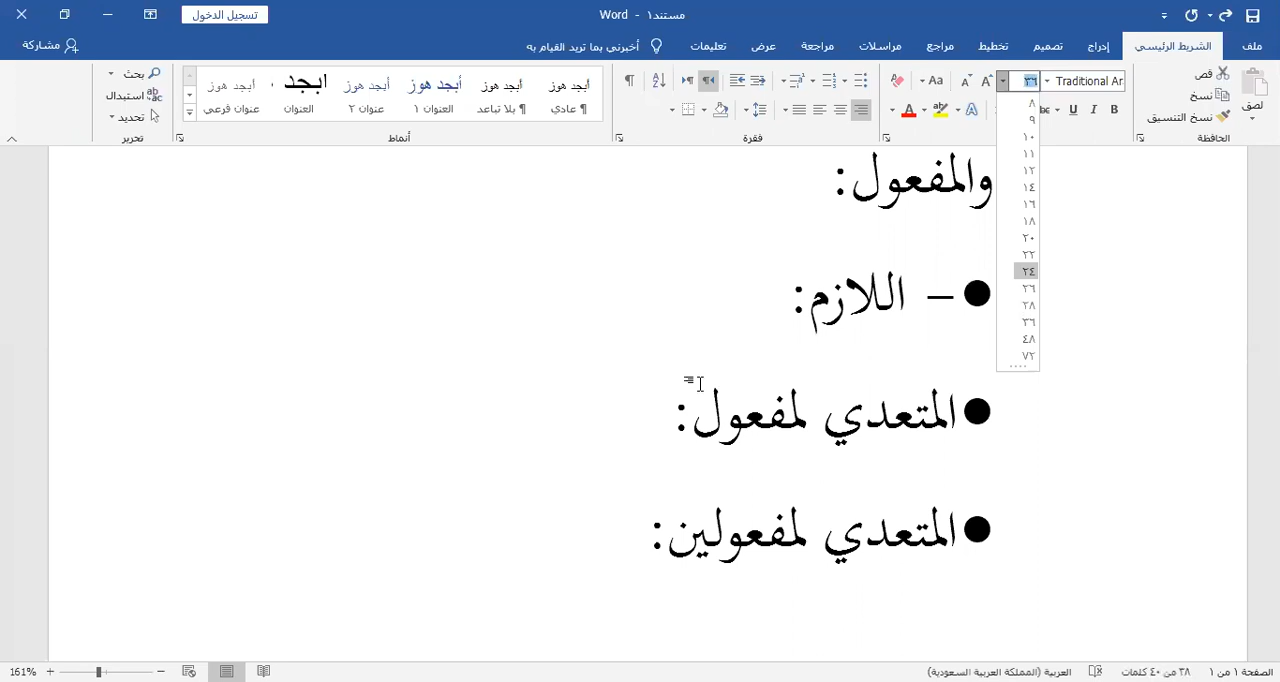 مستند١ - Word
تسجيل الدخول
ملف
الشريط الرئيسي
إدراج
تصميم
تخطيط
مراجع
مراسلات
مراجعة
عرض
تعليمات
أخبرني بما تريد القيام به
مشاركة
لصق
قص
نسخ
نسخ التنسيق
الحافظة
Traditional Ar
٣٦
Aa
B I U abc
A ab A
فقرة
أبجد هوز
¶ عادي
أبجد هوز
¶ بلا تباعد
أبجد هوز
العنوان ١
أبجد هوز
عنوان ٢
ابجد
العنوان
أبجد هوز
عنوان فرعي
أنماط
بحث
استبدال
تحديد
تحرير
٨
٩
١٠
١١
١٢
١٤
١٦
١٨
٢٠
٢٢
٢٤
٢٦
٢٨
٣٦
٤٨
٧٢
والمفعول:
● – اللازم:
● المتعدي لمفعول:
● المتعدي لمفعولين:
الصفحة ١ من ١
٣٨ من ٤٠ كلمات
العربية (المملكة العربية السعودية)
161%